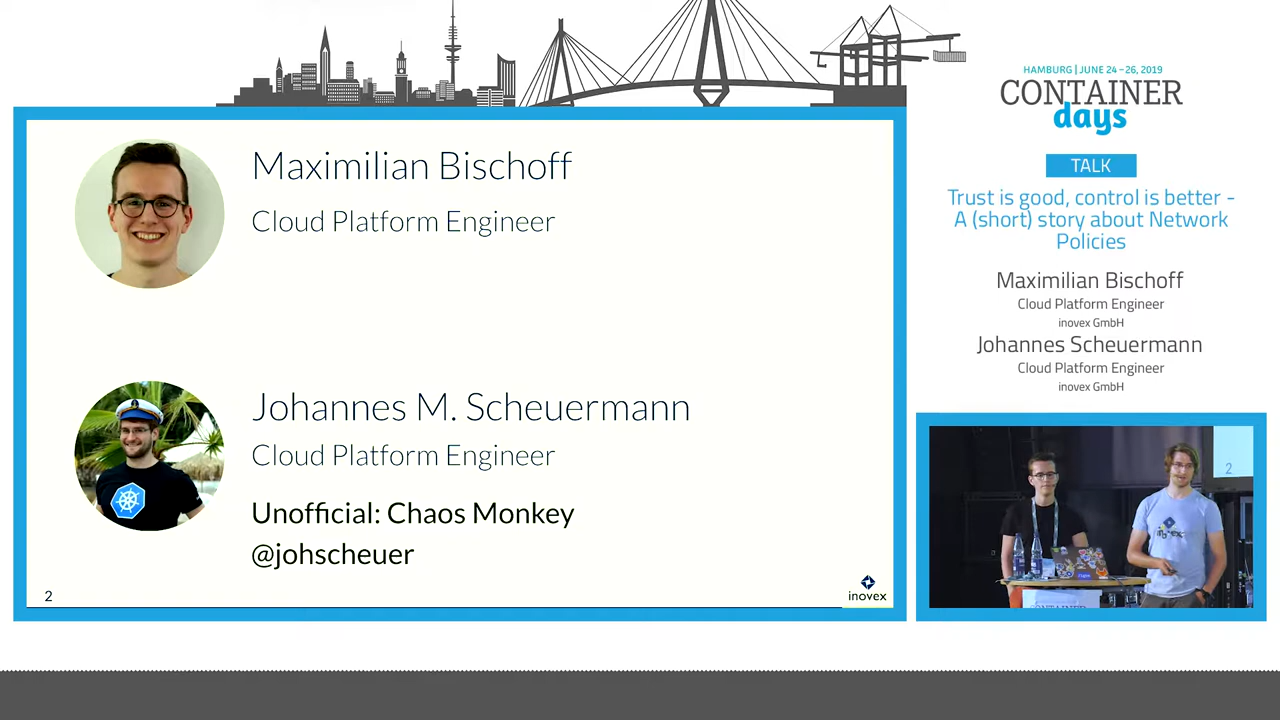 Maximilian Bischoff
Cloud Platform Engineer
Johannes M. Scheuermann
Cloud Platform Engineer
Unofficial: Chaos Monkey
@johscheuer
2
inovex
HAMBURG | JUNE 24 – 26, 2019
CONTAINER
days
TALK
Trust is good, control is better -
A (short) story about Network
Policies
Maximilian Bischoff
Cloud Platform Engineer
inovex GmbH
Johannes Scheuermann
Cloud Platform Engineer
inovex GmbH
2
CONTAINER